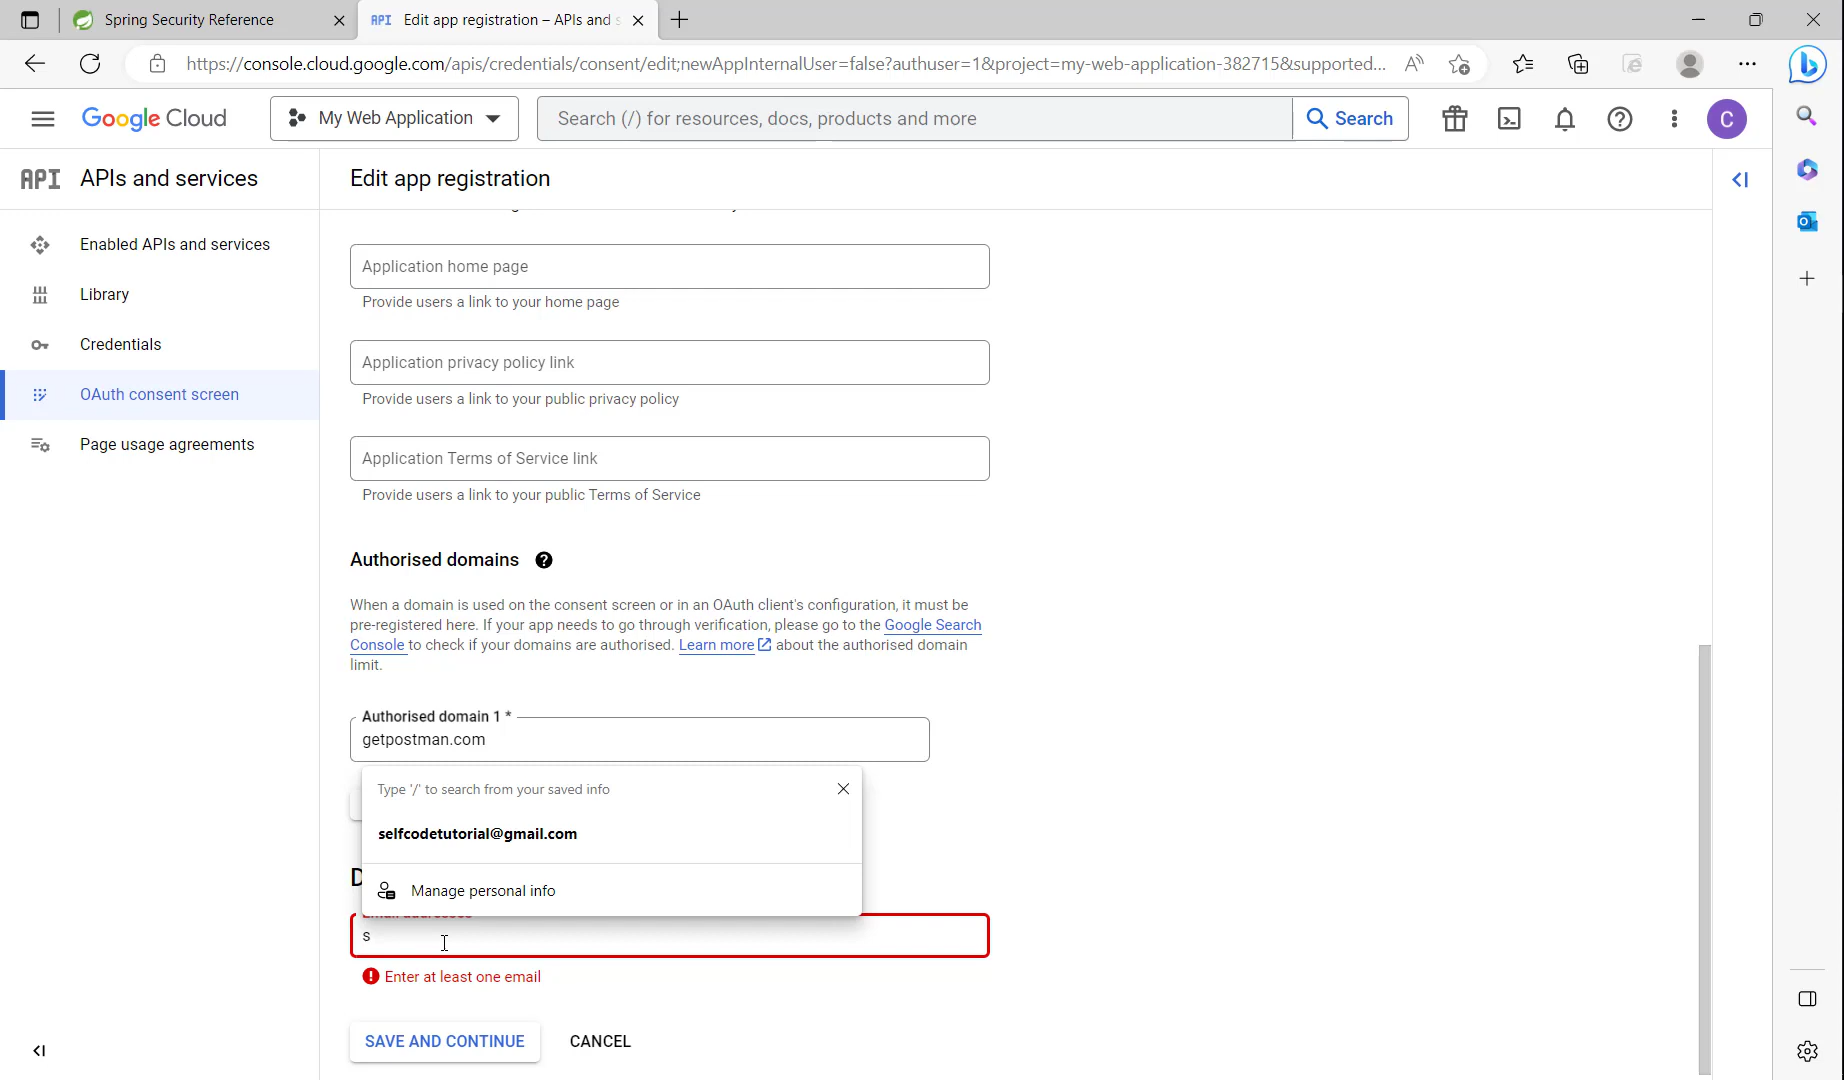 Spring Security Reference
API Edit app registration – APIs and s
https://console.cloud.google.com/apis/credentials/consent/edit;newAppInternalUser=false?authuser=1&project=my-web-application-382715&supported...
Google Cloud
My Web Application
Search (/) for resources, docs, products and more
Search
C
API APIs and services
Edit app registration
Enabled APIs and services
Library
Credentials
OAuth consent screen
Page usage agreements
Application home page
Provide users a link to your home page
Application privacy policy link
Provide users a link to your public privacy policy
Application Terms of Service link
Provide users a link to your public Terms of Service
Authorised domains
When a domain is used on the consent screen or in an OAuth client's configuration, it must be
pre-registered here. If your app needs to go through verification, please go to the Google Search
Console to check if your domains are authorised. Learn more about the authorised domain
limit.
Authorised domain 1 *
getpostman.com
Type '/' to search from your saved info
selfcodetutorial@gmail.com
Manage personal info
s
Enter at least one email
SAVE AND CONTINUE
CANCEL